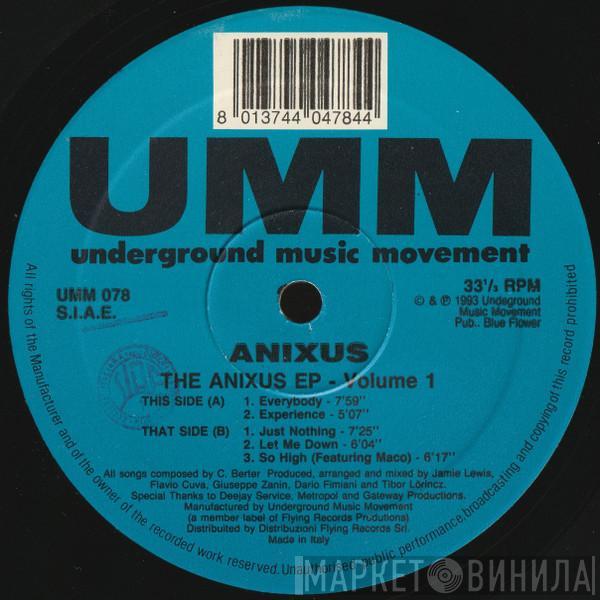 8 013744 047844
UMM
underground music movement
UMM 078
S.I.A.E.
33⅓ RPM
© & ℗ 1993 Undeground
Music Movement
Pub.. Blue Flower
ANIXUS
THE ANIXUS EP - Volume 1
THIS SIDE (A) 1. Everybody - 7'59''
2. Experience - 5'07''
THAT SIDE (B) 1. Just Nothing - 7'25''
2. Let Me Down - 6'04''
3. So High (Featuring Maco) - 6'17''
All songs composed by C. Berter Produced, arranged and mixed by Jamie Lewis,
Flavio Cuva, Giuseppe Zanin, Dario Fimiani and Tibor Lörincz.
Special Thanks to Deejay Service, Metropol and Gateway Productions.
Manufactured by Underground Music Movement
(a member label of Flying Records Produtions)
Distribuited by Distribuzioni Flying Records Srl.
Made in Italy
All rights of the Manufacturer and of the owner of the recorded work reserved. Unauthorised public performance, broadcasting and copying of this record prohibited
МАРКЕТ ВИНИЛА